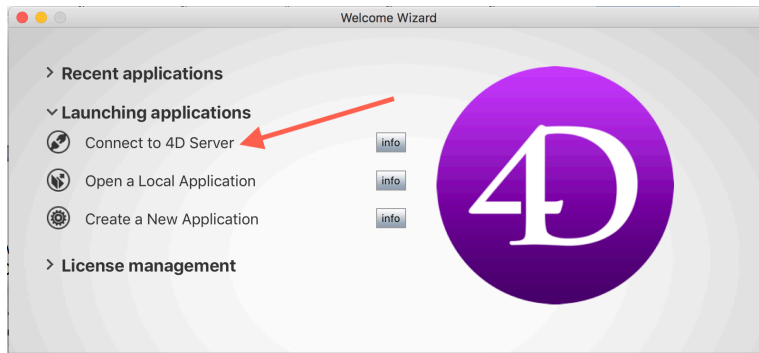 Welcome Wizard
Recent applications
Launching applications
Connect to 4D Server
info
Open a Local Application
info
Create a New Application
info
License management
4D